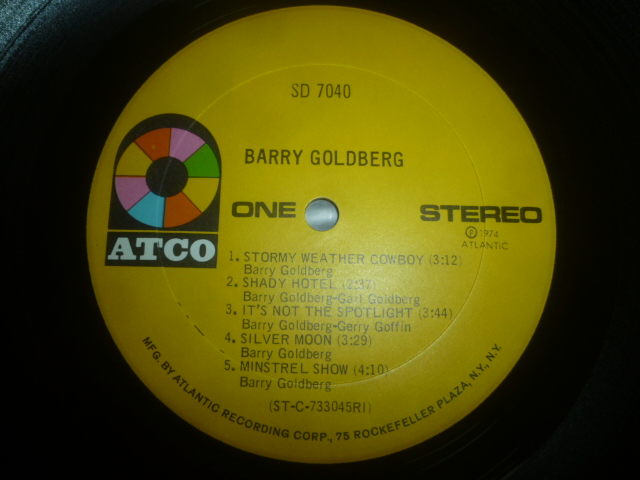 SD 7040
BARRY GOLDBERG
ATCO
ONE
STEREO
℗ 1974
ATLANTIC
1. STORMY WEATHER COWBOY (3:12)
Barry Goldberg
2. SHADY HOTEL (2:37)
Barry Goldberg-Carl Goldberg
3. IT'S NOT THE SPOTLIGHT (3:44)
Barry Goldberg-Gerry Goffin
4. SILVER MOON (3:29)
Barry Goldberg
5. MINSTREL SHOW (4:10)
Barry Goldberg
(ST-C-733045RI)
MFG. BY ATLANTIC RECORDING CORP., 75 ROCKEFELLER PLAZA, N.Y., N.Y.